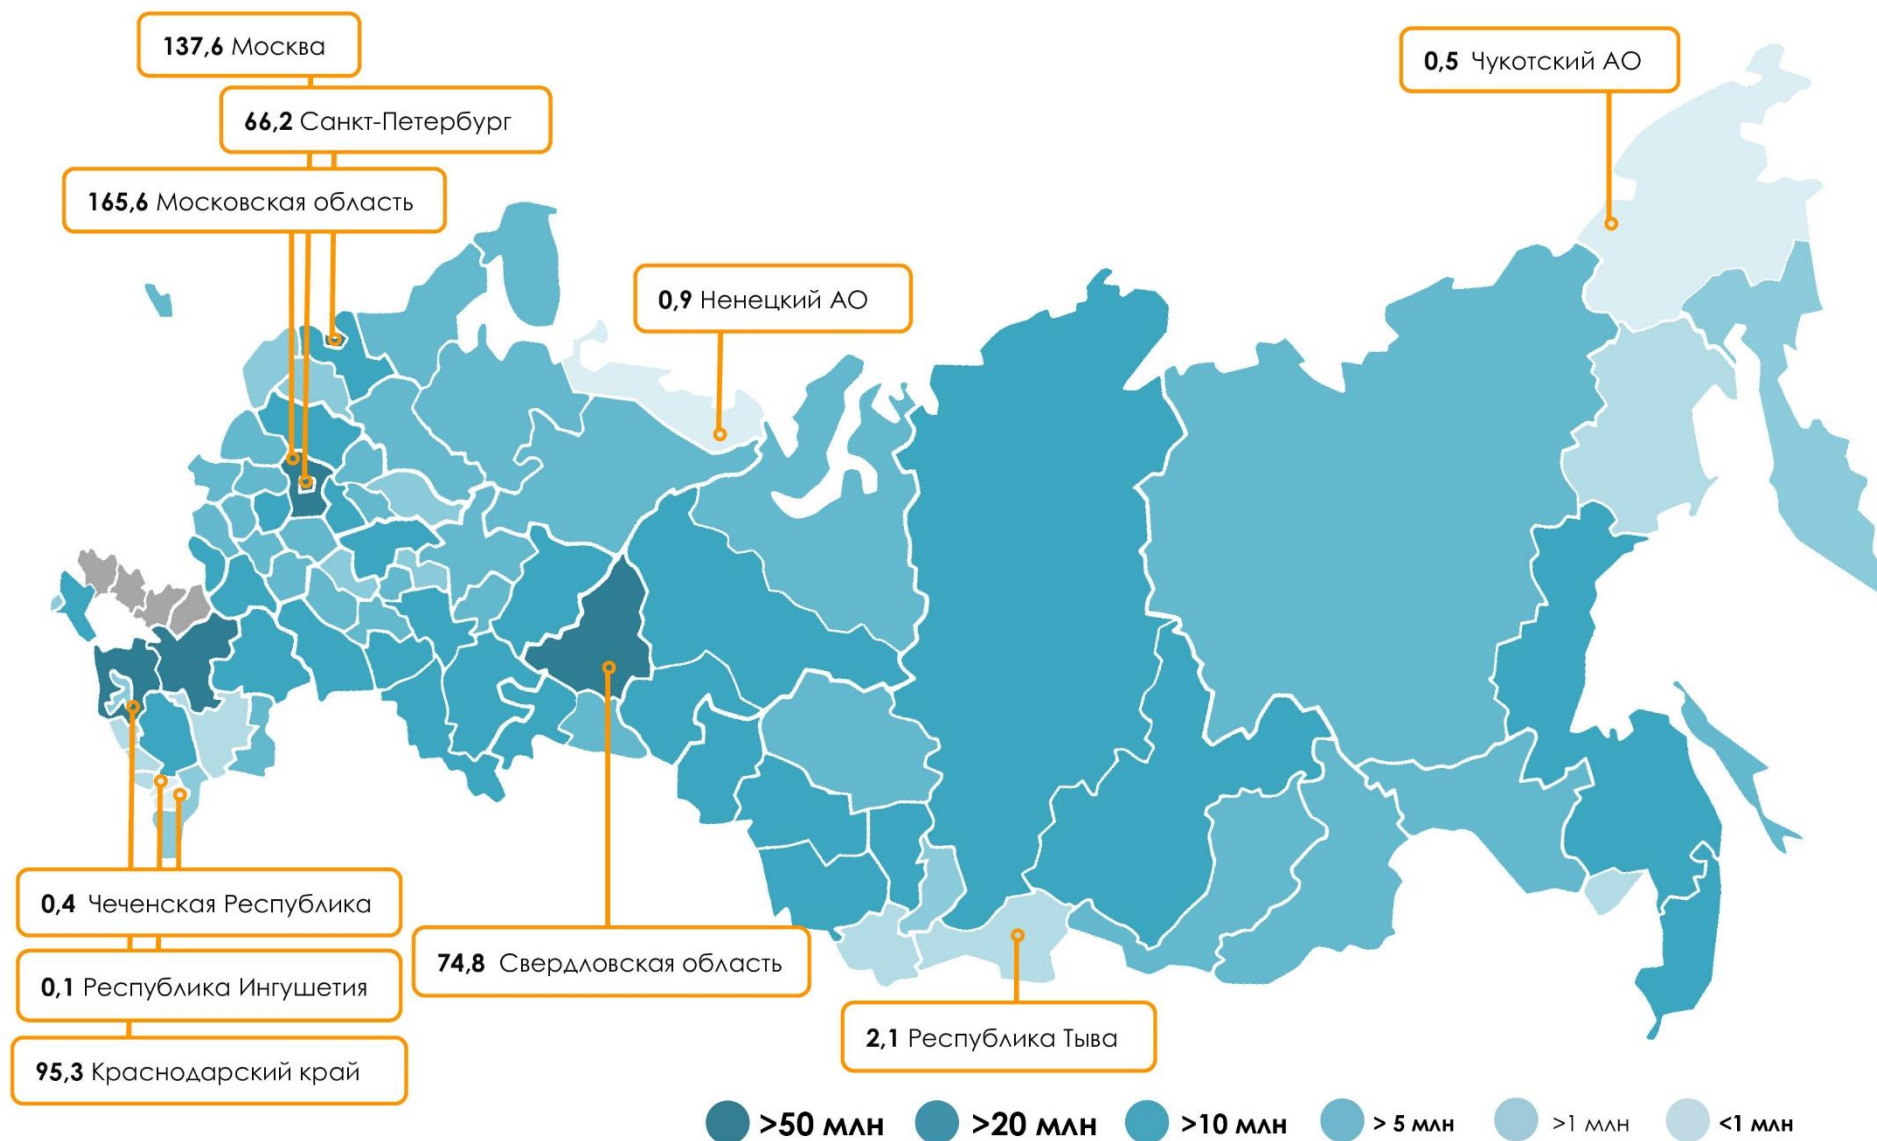 137,6 Москва
0,5 Чукотский АО
66,2 Санкт-Петербург
165,6 Московская область
0,9 Ненецкий АО
0,4 Чеченская Республика
74,8 Свердловская область
0,1 Республика Ингушетия
2,1 Республика Тыва
95,3 Краснодарский край
>50 млн >20 млн >10 млн > 5 млн >1 млн <1 млн